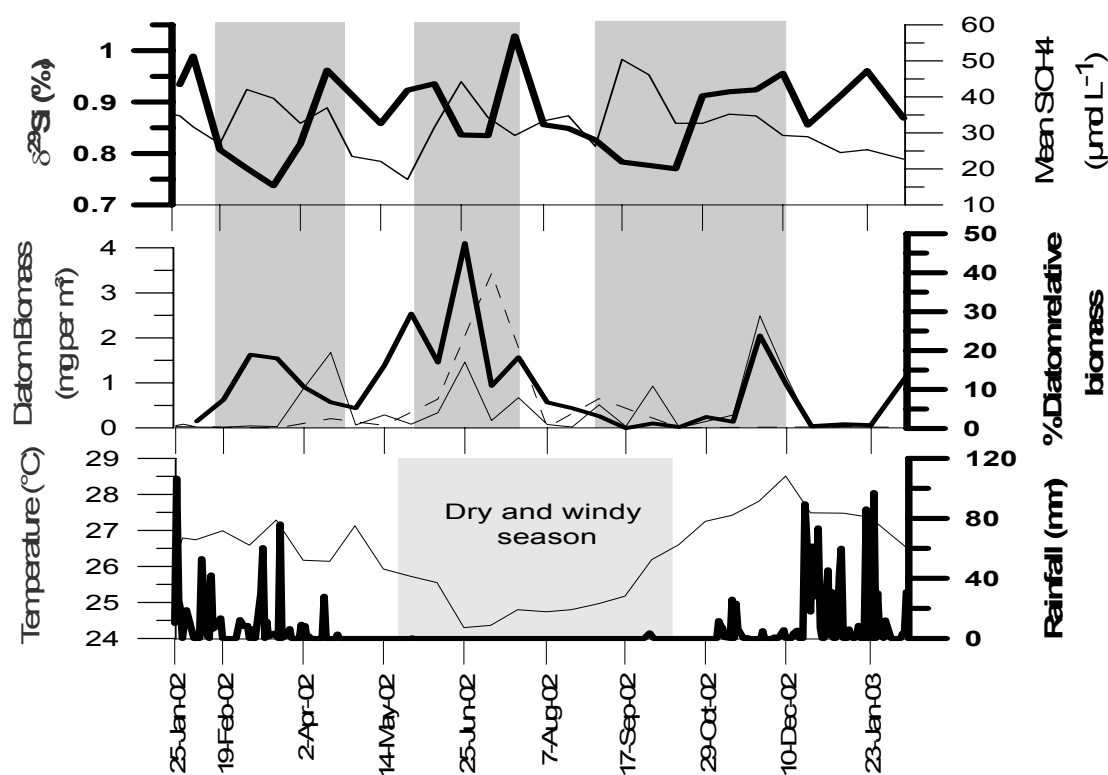 1
0.9
0.8
0.7
δ29Si (‰)
60
50
40
30
20
10
Mean SiOH4
(µmol L−1)
4
3
2
1
0
Diatom Biomass
(mg per m3)
50
40
30
20
10
0
%Diatom relative
biomass
29
28
27
26
25
24
Temperature (°C)
Dry and windy
season
120
80
40
0
Rainfall (mm)
25-Jan-02
19-Feb-02
2-Apr-02
14-May-02
25-Jun-02
7-Aug-02
17-Sep-02
29-Oct-02
10-Dec-02
23-Jan-03